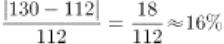 |130 − 112| / 112 = 18 / 112 ≈ 16%